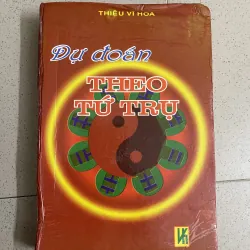 THIỆU VĨ HOA
Dự đoán
THEO
TỨ TRỤ